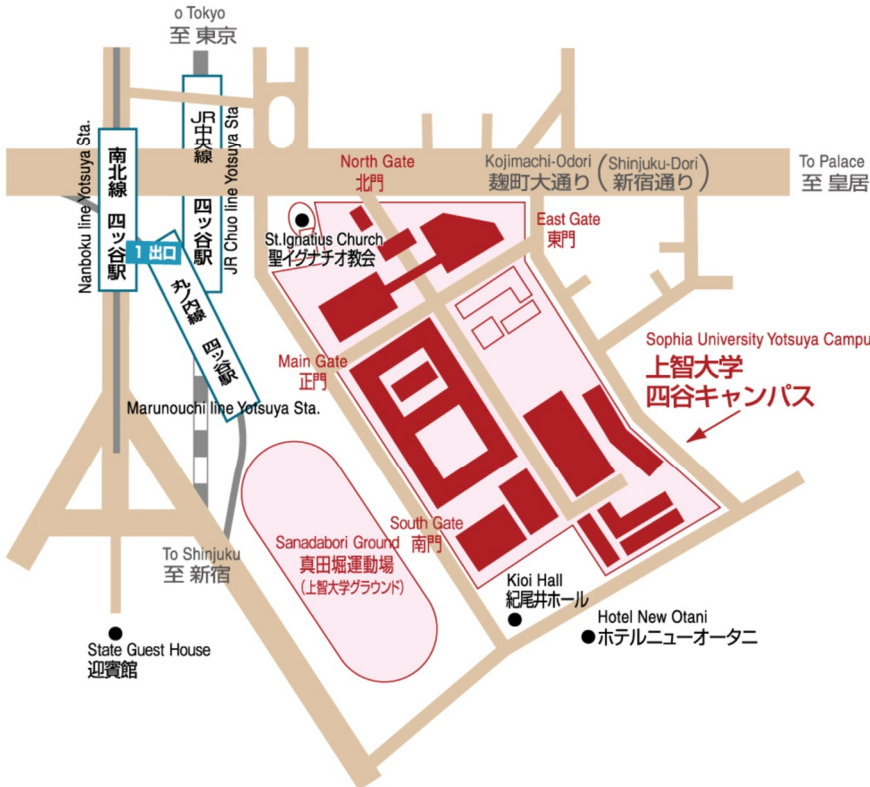 o Tokyo
至 東京
Nanboku line Yotsuya Sta.
南北線 四ッ谷駅
JR中央線 四ッ谷駅
JR Chuo line Yotsuya Sta
1 出口
丸ノ内線 四ッ谷駅
Marunouchi line Yotsuya Sta.
North Gate
北門
Kojimachi-Odori (Shinjuku-Dori)
麹町大通り(新宿通り)
To Palace
至 皇居
St.Ignatius Church
聖イグナチオ教会
East Gate
東門
Main Gate
正門
Sophia University Yotsuya Campu
上智大学
四谷キャンパス
South Gate
南門
Sanadabori Ground
真田堀運動場
(上智大学グラウンド)
To Shinjuku
至 新宿
Kioi Hall
紀尾井ホール
Hotel New Otani
ホテルニューオータニ
State Guest House
迎賓館